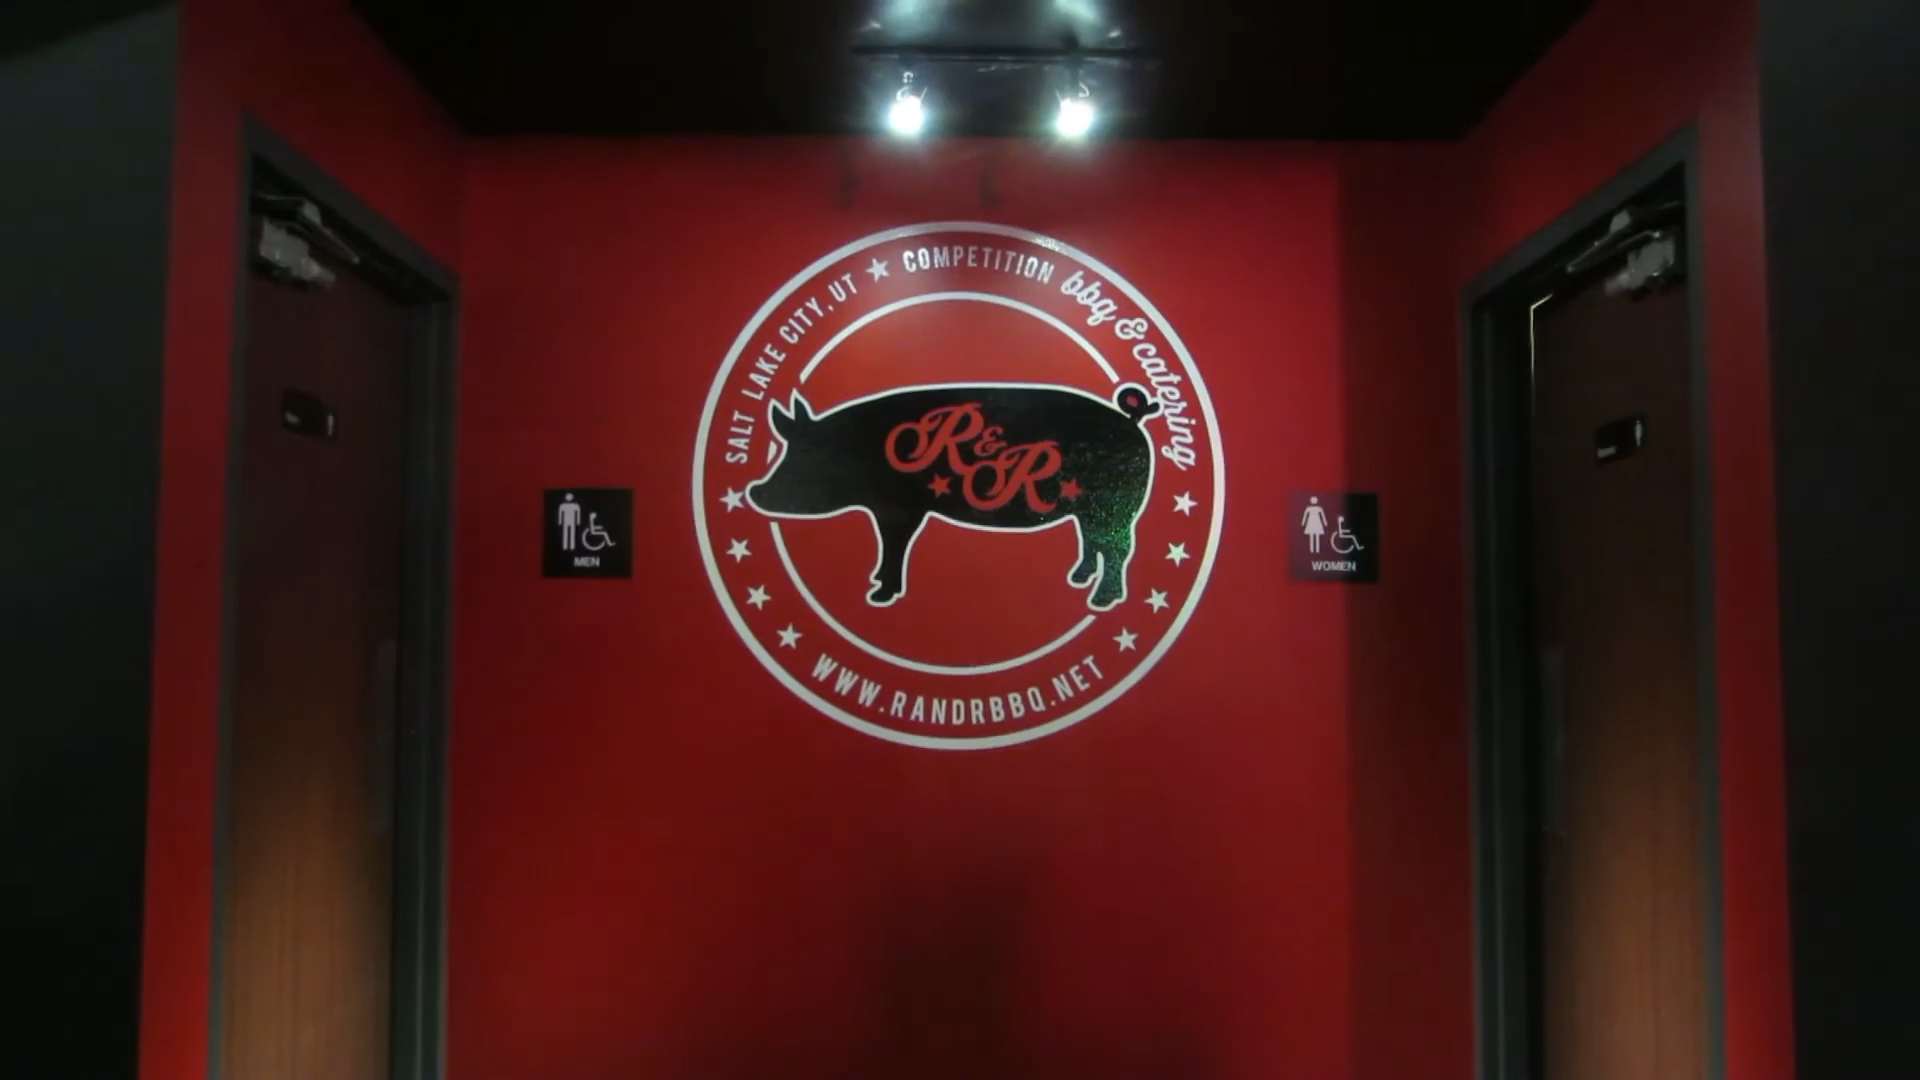 SALT LAKE CITY, UT ★ COMPETITION bbq & catering
R&R
MEN
WOMEN
WWW.RANDRBBQ.NET